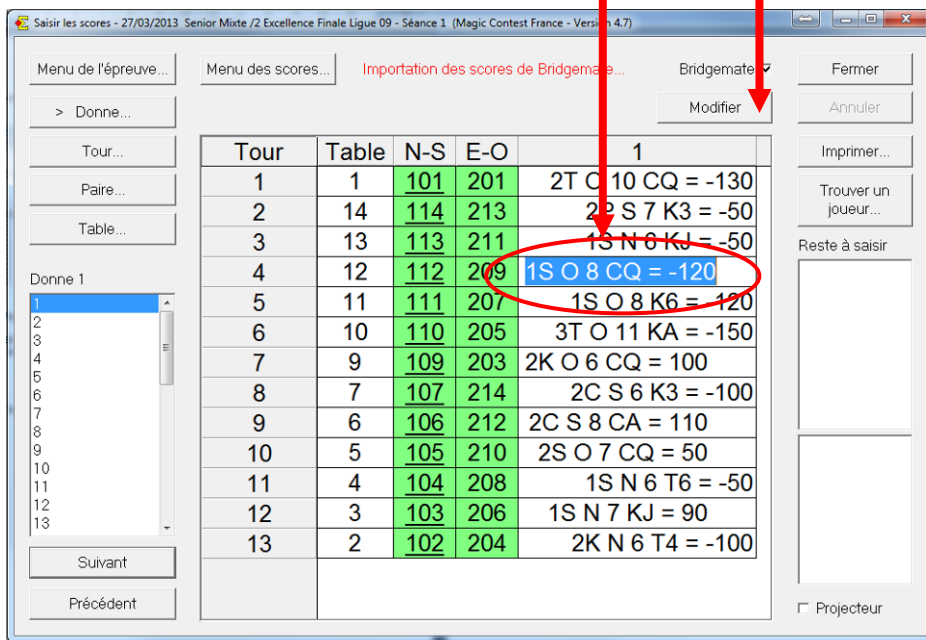 Saisir les scores - 27/03/2013 Senior Mixte /2 Excellence Finale Ligue 09 - Séance 1 (Magic Contest France - Version 4.7)
Menu de l'épreuve... Menu des scores... Importation des scores de Bridgemate... Bridgemate Fermer
> Donne... Modifier Annuler
Tour... Imprimer...
Paire... Trouver un joueur...
Table... Reste à saisir
Tour Table N-S E-O 1
1 1 101 201 2T O 10 CQ = -130
2 14 114 213 2P S 7 K3 = -50
3 13 113 211 1S N 6 KJ = -50
4 12 112 209 1S O 8 CQ = -120
5 11 111 207 1S O 8 K6 = -120
6 10 110 205 3T O 11 KA = -150
7 9 109 203 2K O 6 CQ = 100
8 7 107 214 2C S 6 K3 = -100
9 6 106 212 2C S 8 CA = 110
10 5 105 210 2S O 7 CQ = 50
11 4 104 208 1S N 6 T6 = -50
12 3 103 206 1S N 7 KJ = 90
13 2 102 204 2K N 6 T4 = -100
Donne 1
1
2
3
4
5
6
7
8
9
10
11
12
13
Suivant
Précédent
Projecteur